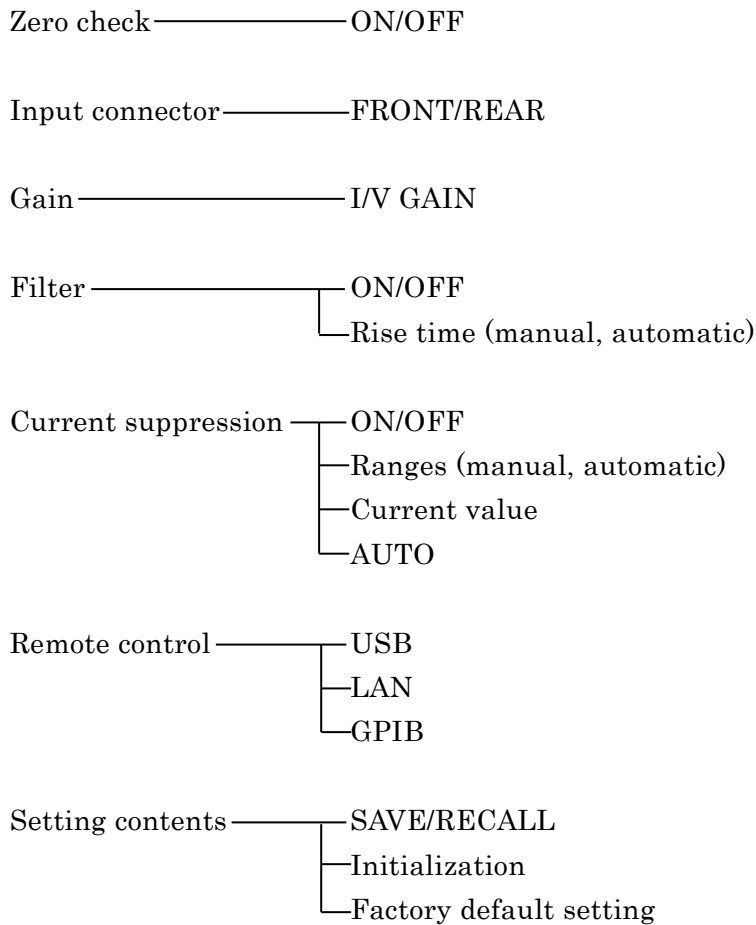 Zero check ON/OFF
Input connector FRONT/REAR
Gain I/V GAIN
Filter ON/OFF
Rise time (manual, automatic)
Current suppression ON/OFF
Ranges (manual, automatic)
Current value
AUTO
Remote control USB
LAN
GPIB
Setting contents SAVE/RECALL
Initialization
Factory default setting